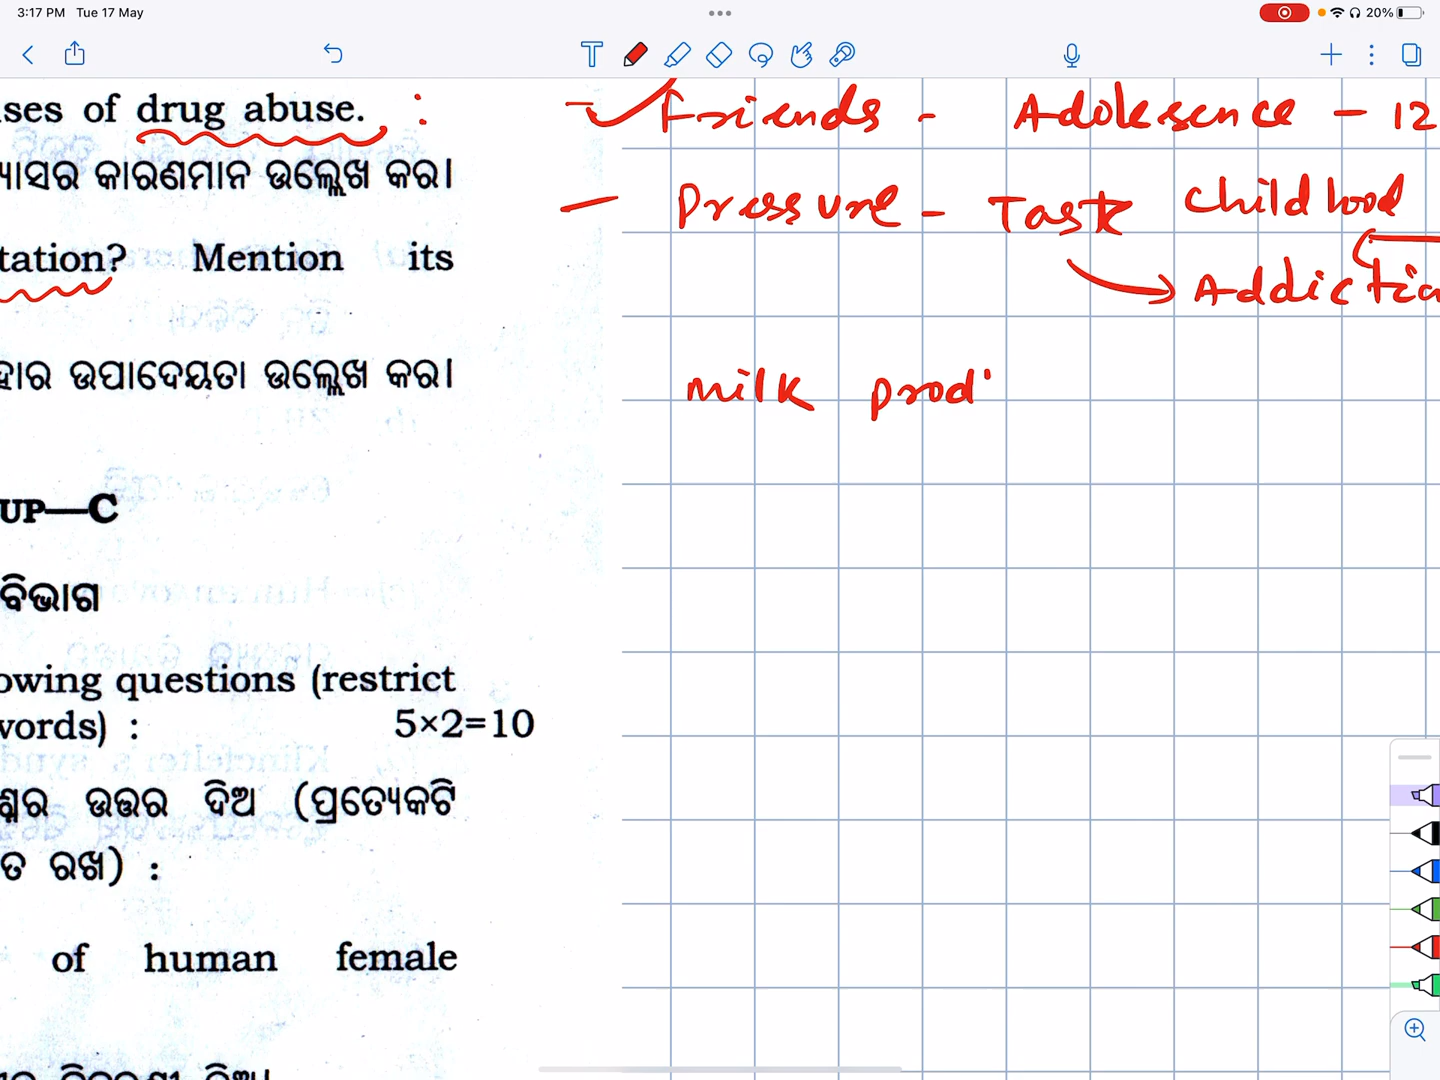 3:17 PM Tue 17 May
20%
ses of drug abuse. :
- Friends - Adolesence - 12
ୟାସର କାରଣମାନ ଉଲ୍ଲେଖ କର।
- Pressure - Task Childhood
tation? Mention its
Addictio
ହାର ଉପାଦେୟତା ଉଲ୍ଲେଖ କର।
milk prod
UP—C
ବିଭାଗ
owing questions (restrict
words) : 5×2=10
ଶ୍ନର ଉତ୍ତର ଦିଅ (ପ୍ରତ୍ୟେକଟି
ତ ରଖ) :
of human female